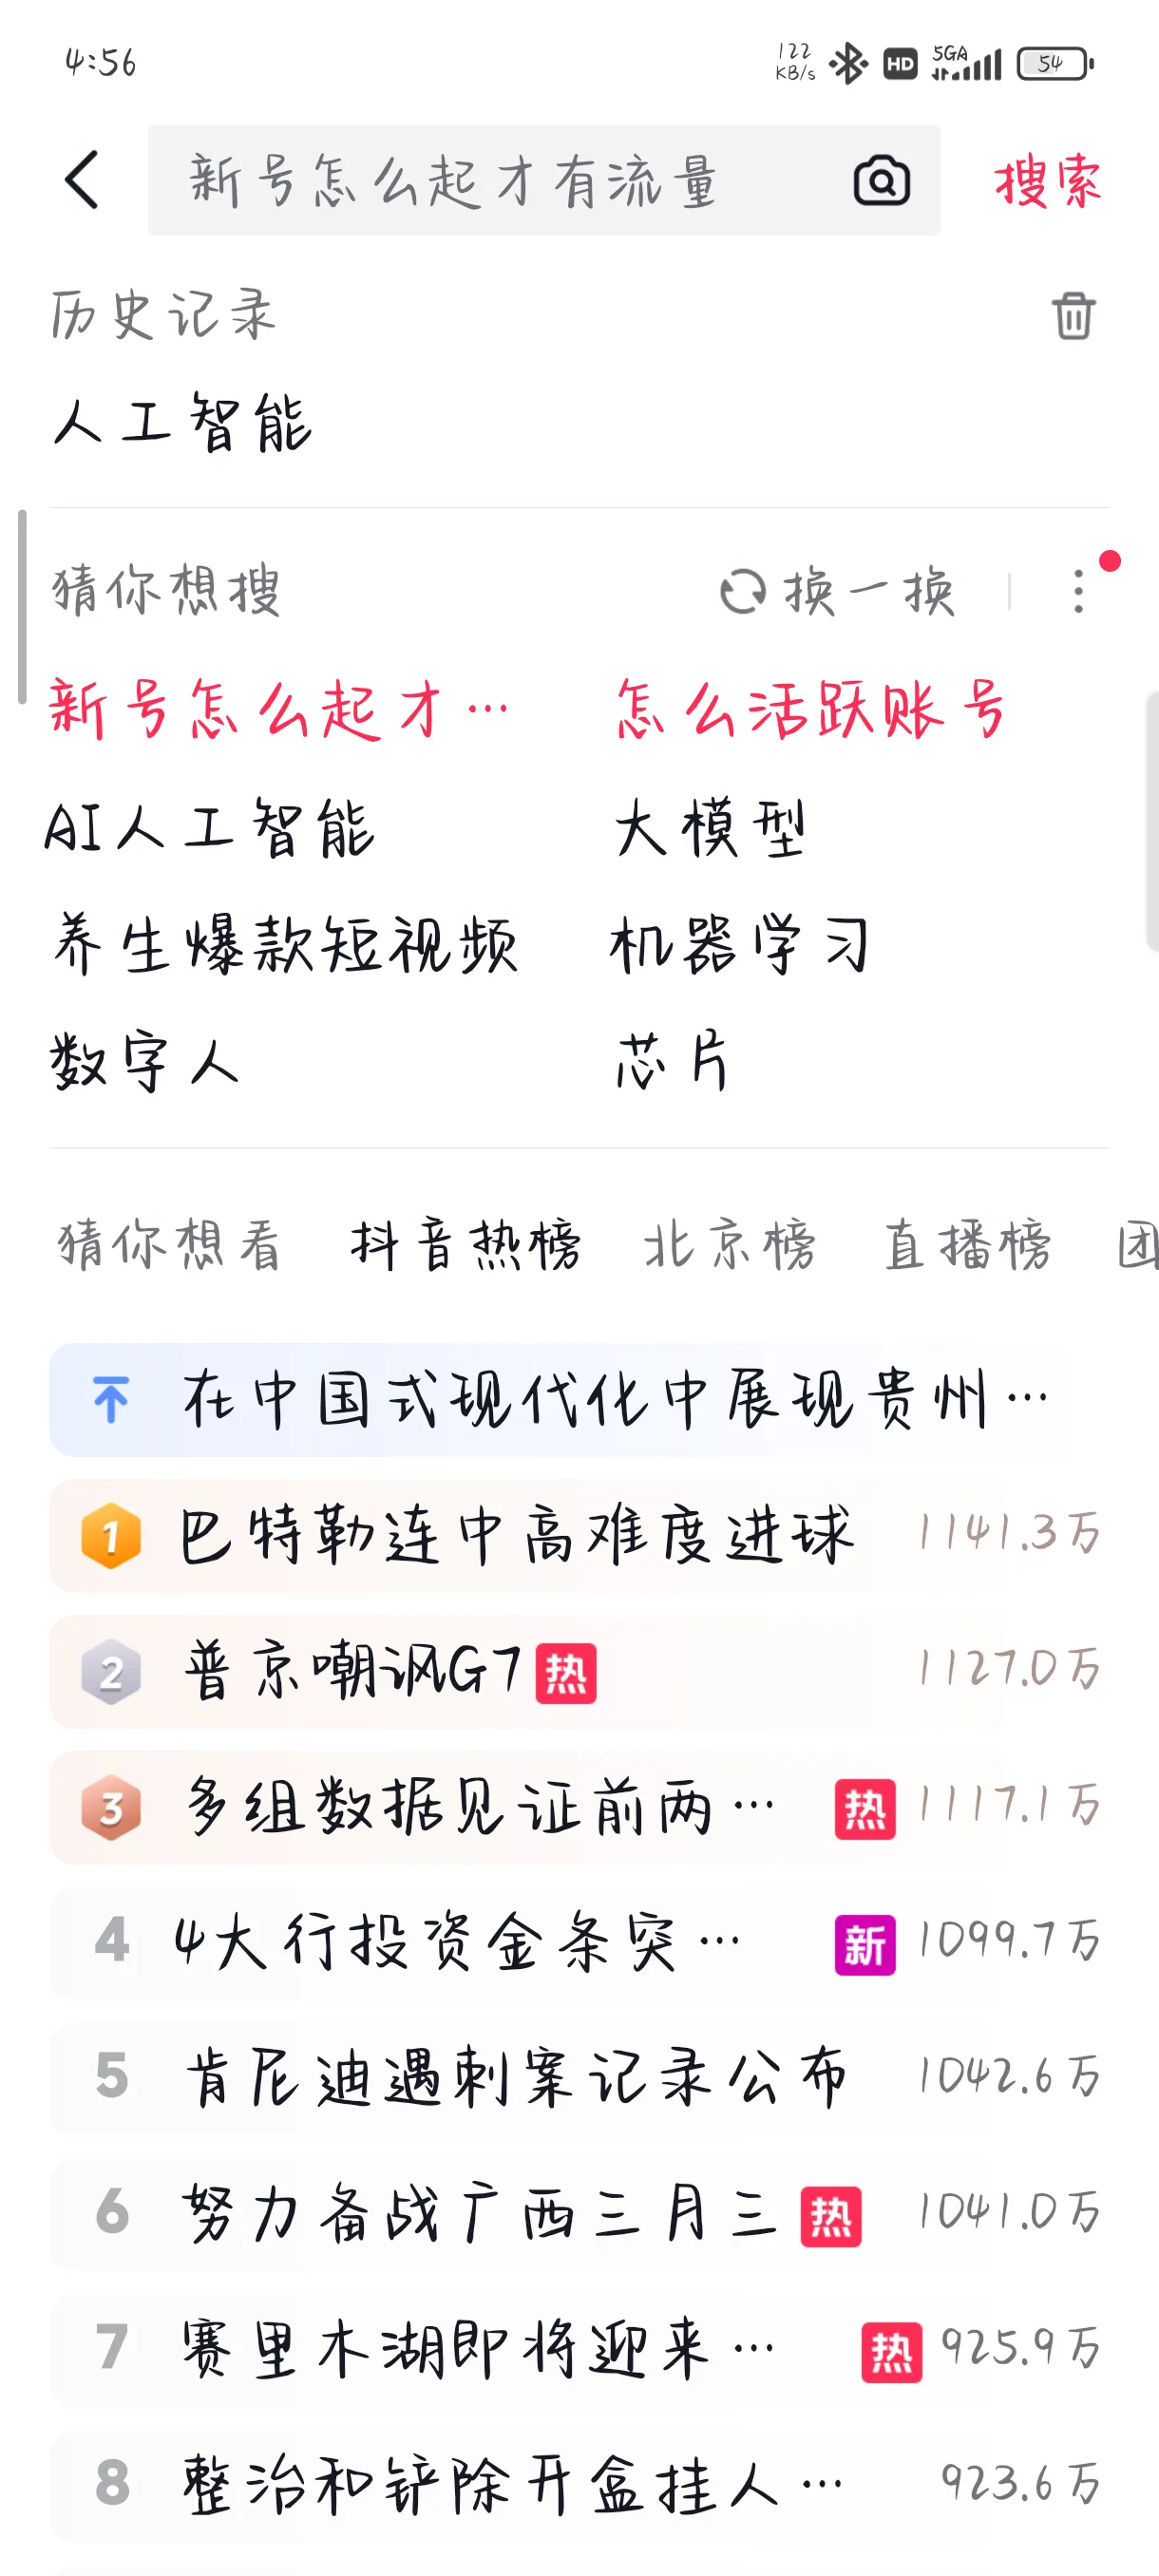 4:56 122 KB/s HD 5GA 54
新号怎么起才有流量 搜索
历史记录
人工智能
猜你想搜 换一换
新号怎么起才… 怎么活跃账号
AI人工智能 大模型
养生爆款短视频 机器学习
数字人 芯片
猜你想看 抖音热榜 北京榜 直播榜 团
在中国式现代化中展现贵州…
1 巴特勒连中高难度进球 1141.3万
2 普京嘲讽G7 热 1127.0万
3 多组数据见证前两… 热 1117.1万
4 4大行投资金条突… 新 1099.7万
5 肯尼迪遇刺案记录公布 1042.6万
6 努力备战广西三月三 热 1041.0万
7 赛里木湖即将迎来… 热 925.9万
8 整治和铲除开盒挂人… 923.6万